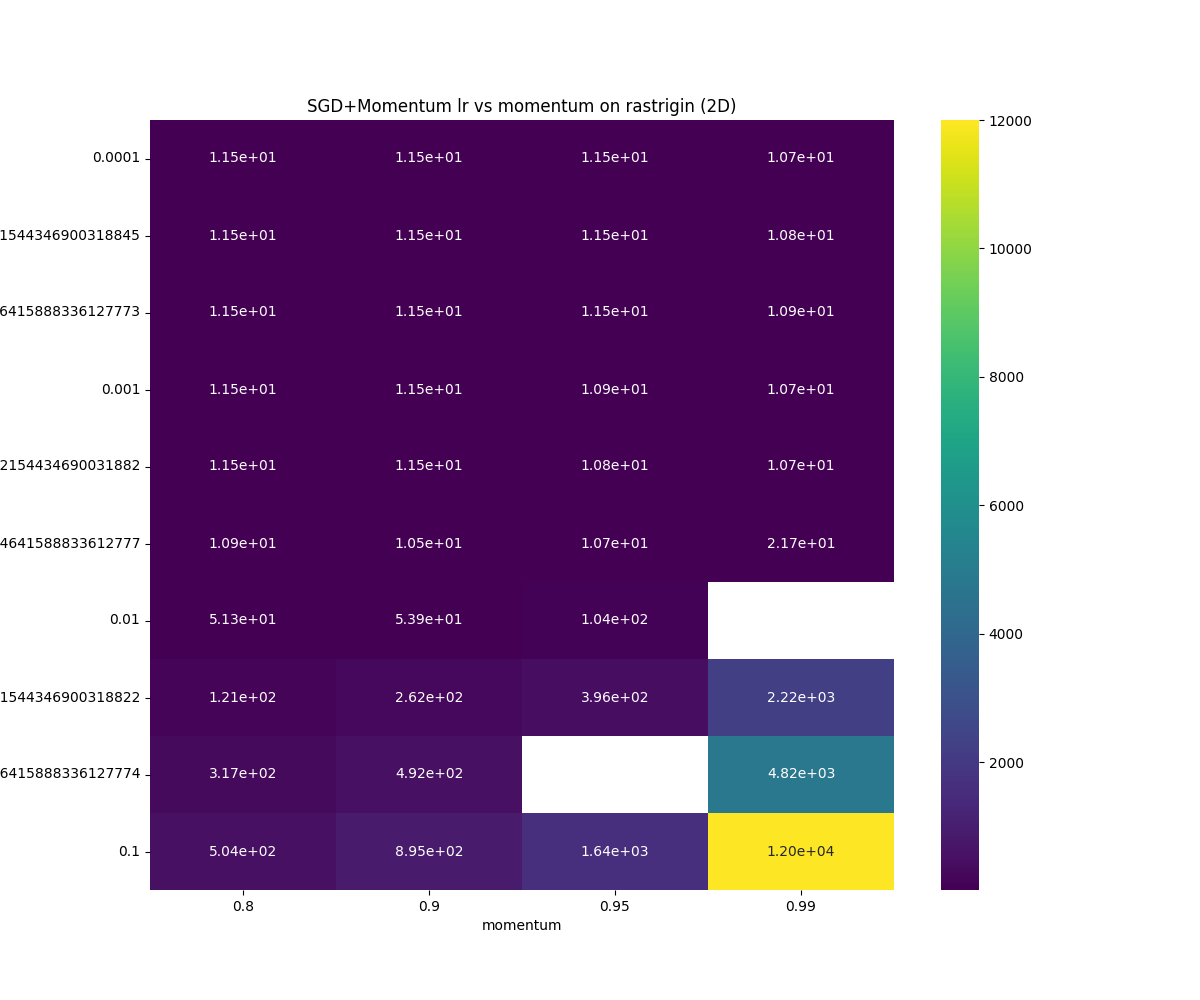 SGD+Momentum lr vs momentum on rastrigin (2D)
0.0001 1.15e+01 1.15e+01 1.15e+01 1.07e+01
1544346900318845 1.15e+01 1.15e+01 1.15e+01 1.08e+01
6415888336127773 1.15e+01 1.15e+01 1.15e+01 1.09e+01
0.001 1.15e+01 1.15e+01 1.09e+01 1.07e+01
2154434690031882 1.15e+01 1.15e+01 1.08e+01 1.07e+01
4641588833612777 1.09e+01 1.05e+01 1.07e+01 2.17e+01
0.01 5.13e+01 5.39e+01 1.04e+02
1544346900318822 1.21e+02 2.62e+02 3.96e+02 2.22e+03
6415888336127774 3.17e+02 4.92e+02 4.82e+03
0.1 5.04e+02 8.95e+02 1.64e+03 1.20e+04
0.8 0.9 0.95 0.99
momentum
12000
10000
8000
6000
4000
2000